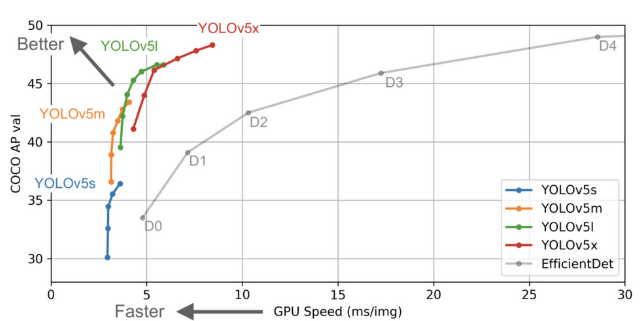 50
45
40
35
30
COCO AP val
Better
YOLOv5l
YOLOv5x
YOLOv5m
YOLOv5s
D0
D1
D2
D3
D4
YOLOv5s
YOLOv5m
YOLOv5l
YOLOv5x
EfficientDet
0 5 10 15 20 25 30
Faster GPU Speed (ms/img)